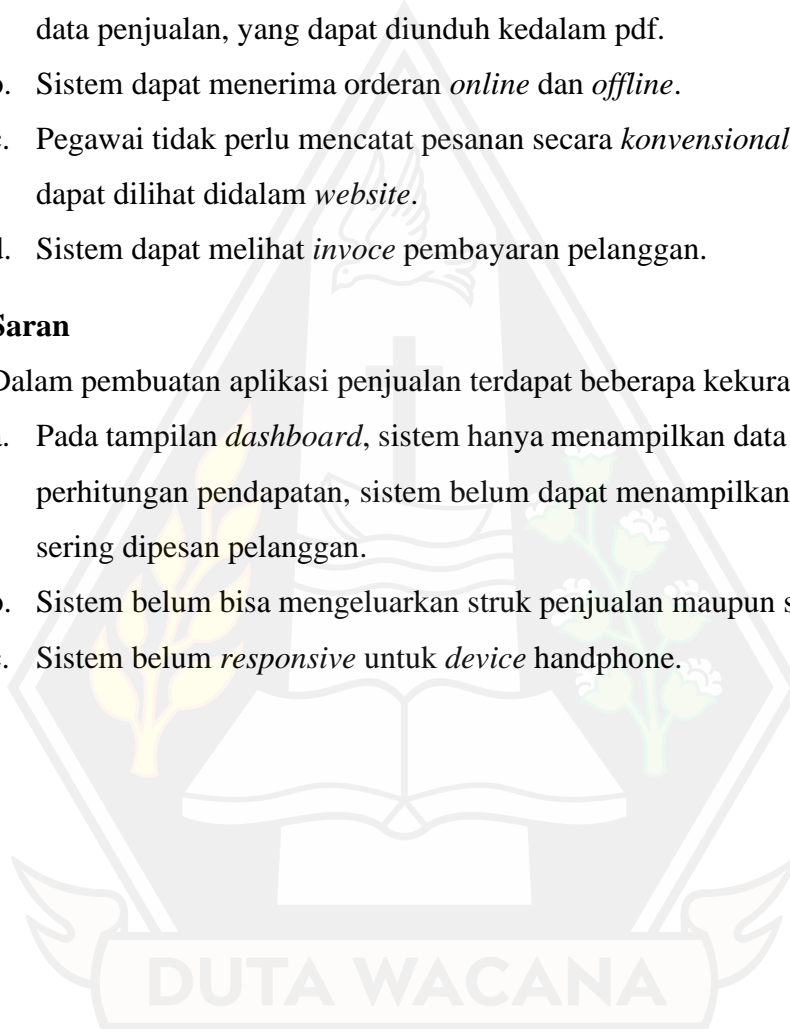 data penjualan, yang dapat diunduh kedalam pdf.
Sistem dapat menerima orderan online dan offline.
Pegawai tidak perlu mencatat pesanan secara konvensional
dapat dilihat didalam website.
d. Sistem dapat melihat invoce pembayaran pelanggan.
Saran
Dalam pembuatan aplikasi penjualan terdapat beberapa
Pada tampilan dashboard, sistem hanya menampilkan data
perhitungan pendapatan, sistem belum dapat menampilkan
sering dipesan pelanggan.
Sistem belum bisa mengeluarkan struk penjualan maupun
Sistem belum responsive untuk device handphone.
DUTA WACANA